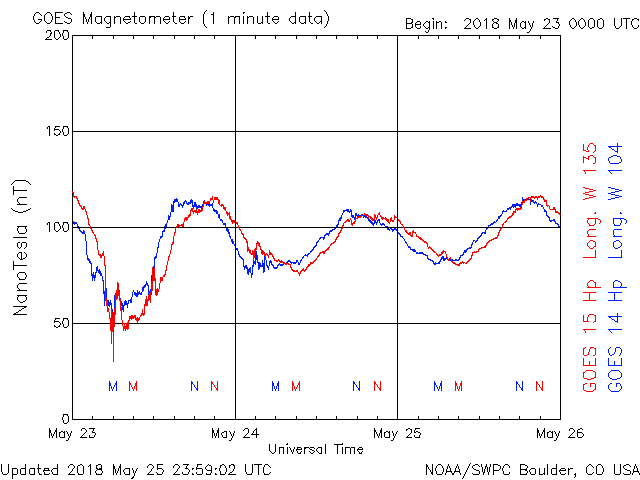 GOES Magnetometer (1 minute data)
Begin: 2018 May 23 0000 UTC
200
150
100
50
0
NanoTesla (nT)
M M N N M M N N M M N N
May 23 May 24 May 25 May 26
Universal Time
GOES 15 Hp Long. W 135
GOES 14 Hp Long. W 104
Updated 2018 May 25 23:59:02 UTC
NOAA/SWPC Boulder, CO USA